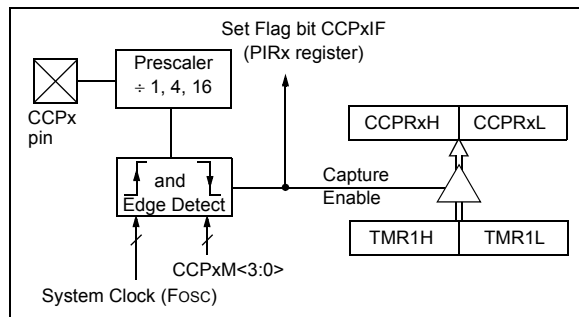 Set Flag bit CCPxIF
(PIRx register)
Prescaler
÷ 1, 4, 16
CCPx
pin
CCPRxH
CCPRxL
and
Edge Detect
Capture
Enable
TMR1H
TMR1L
CCPxM<3:0>
System Clock (FOSC)